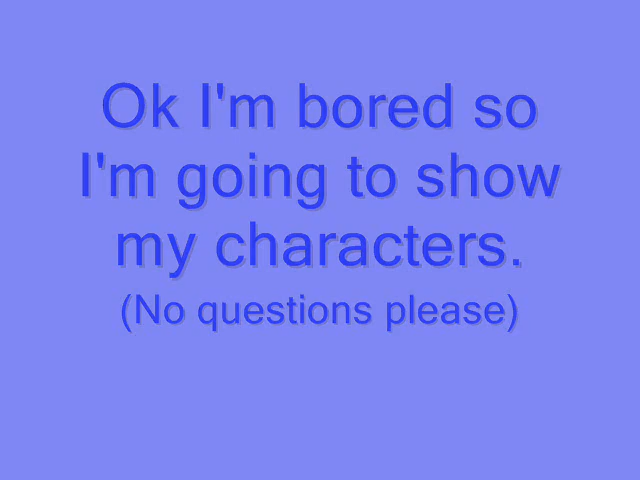 Ok I'm bored so
I'm going to show
my characters.
(No questions please)